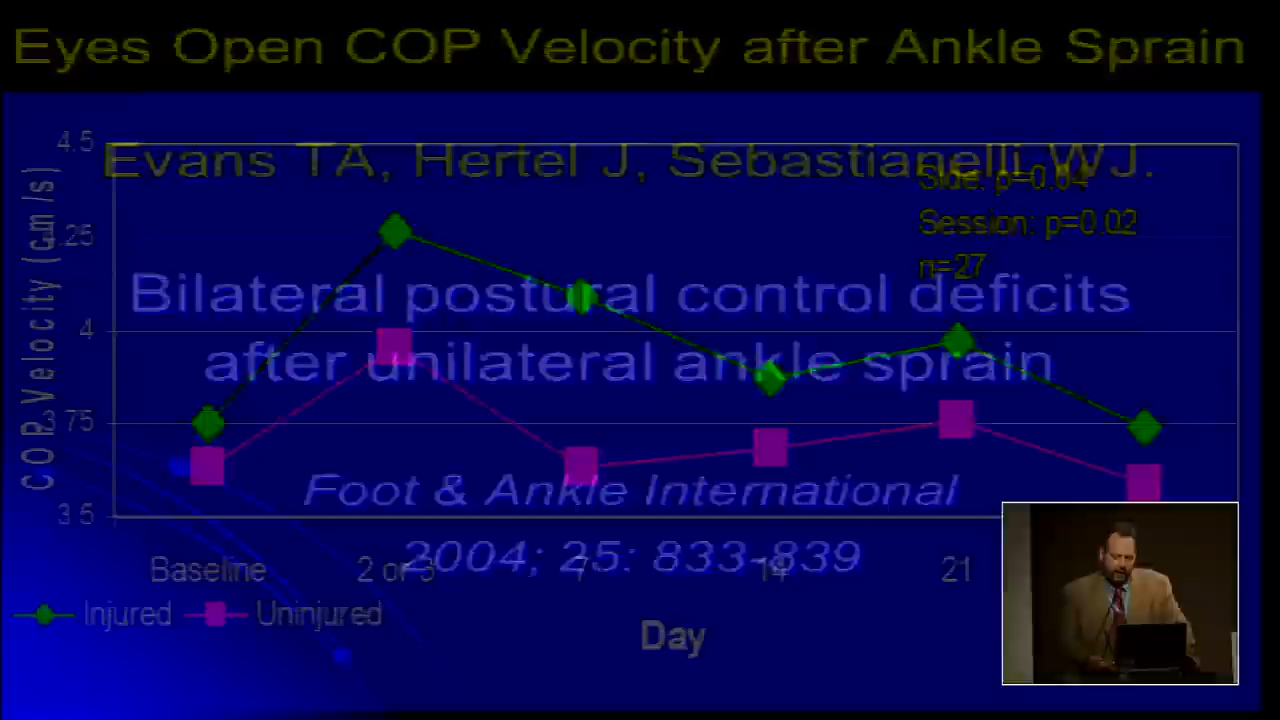 Eyes Open COP Velocity after Ankle Sprain
4.5
Evans TA, Hertel J, Sebastianelli WJ.
Side: p=0.04
Session: p=0.02
n=27
4.25
Bilateral postural control deficits
after unilateral ankle sprain
4
3.75
COP Velocity (cm/s)
Foot & Ankle International
3.5
2004; 25: 833-839
Baseline 2 or 3 7 14 21
Injured Uninjured
Day